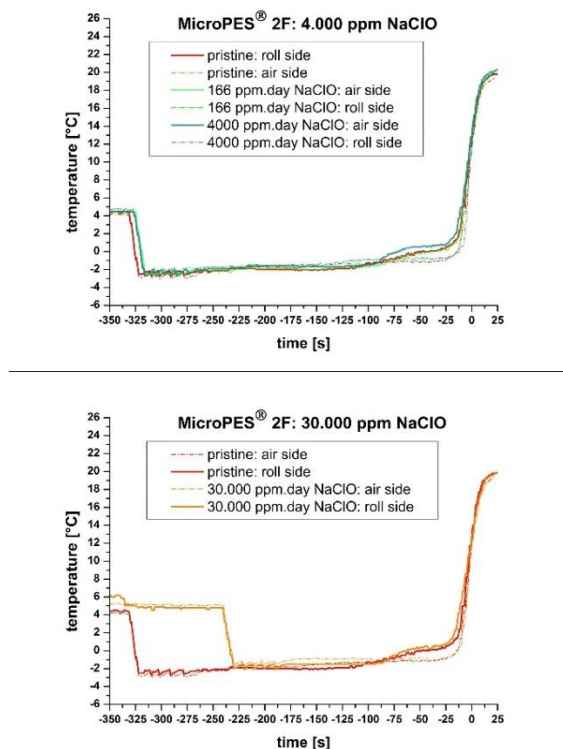 MicroPES® 2F: 4.000 ppm NaClO
pristine: roll side
pristine: air side
166 ppm.day NaClO: air side
166 ppm.day NaClO: roll side
4000 ppm.day NaClO: air side
4000 ppm.day NaClO: roll side
temperature [°C]
26
24
22
20
18
16
14
12
10
8
6
4
2
0
-2
-4
-6
-350 -325 -300 -275 -250 -225 -200 -175 -150 -125 -100 -75 -50 -25 0 25
time [s]
MicroPES® 2F: 30.000 ppm NaClO
pristine: air side
pristine: roll side
30.000 ppm.day NaClO: air side
30.000 ppm.day NaClO: roll side
temperature [°C]
26
24
22
20
18
16
14
12
10
8
6
4
2
0
-2
-4
-6
-350 -325 -300 -275 -250 -225 -200 -175 -150 -125 -100 -75 -50 -25 0 25
time [s]